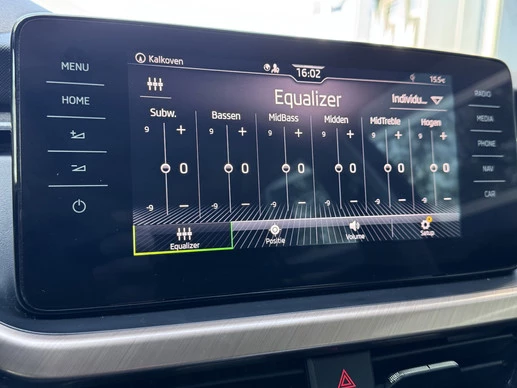 MENU
HOME
Kalkoven
16:02
15.5°C
Equalizer
Individu...
Subw. Bassen MidBass Midden MidTreble Hogen
9 + 9 + 9 + 9 + 9 + 9 +
0 0 0 0 0 0
-9 - -9 - -9 - -9 - -9 - -9 -
Equalizer Positie Volume Setup
RADIO
MEDIA
PHONE
NAV
CAR